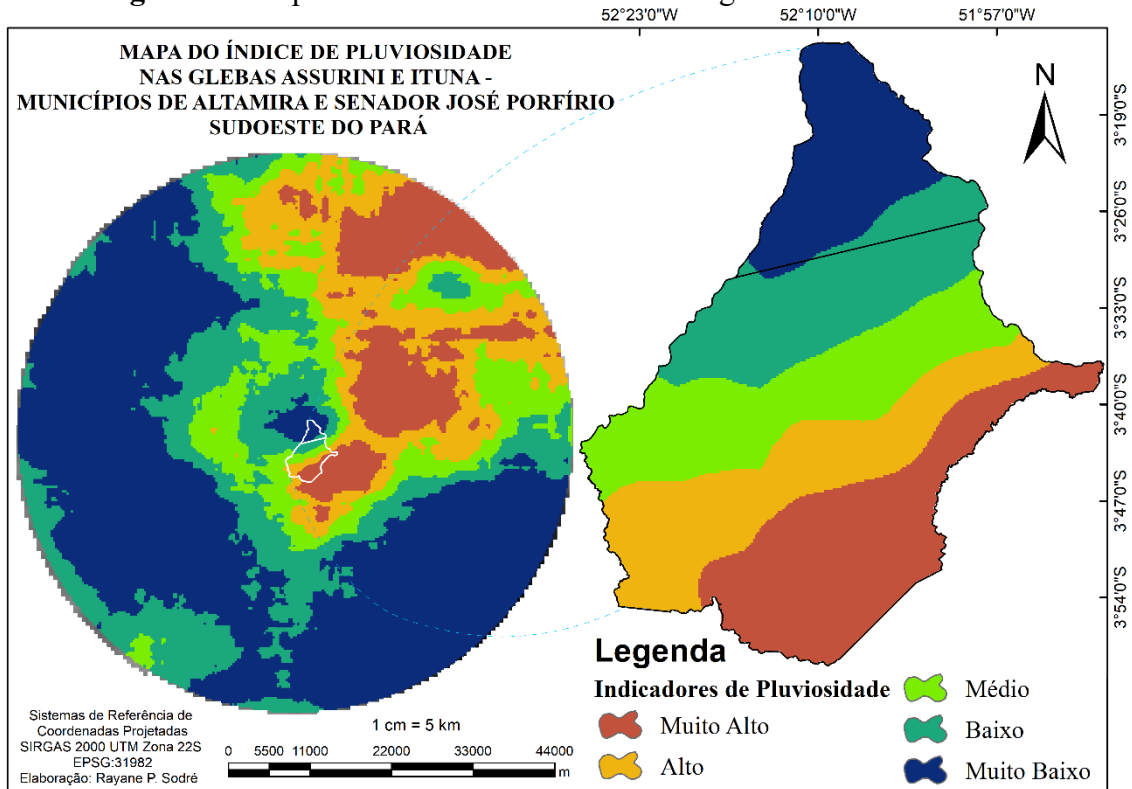 52°23'0"W 52°10'0"W 51°57'0"W
MAPA DO ÍNDICE DE PLUVIOSIDADE
NAS GLEBAS ASSURINI E ITUNA -
MUNICÍPIOS DE ALTAMIRA E SENADOR JOSÉ PORFÍRIO
SUDOESTE DO PARÁ
N
3°19'0"S
3°26'0"S
3°33'0"S
3°40'0"S
3°47'0"S
3°54'0"S
Legenda
Indicadores de Pluviosidade
Muito Alto
Alto
Médio
Baixo
Muito Baixo
Sistemas de Referência de
Coordenadas Projetadas
SIRGAS 2000 UTM Zona 22S
EPSG:31982
Elaboração: Rayane P. Sodré
1 cm = 5 km
0 5500 11000 22000 33000 44000
m